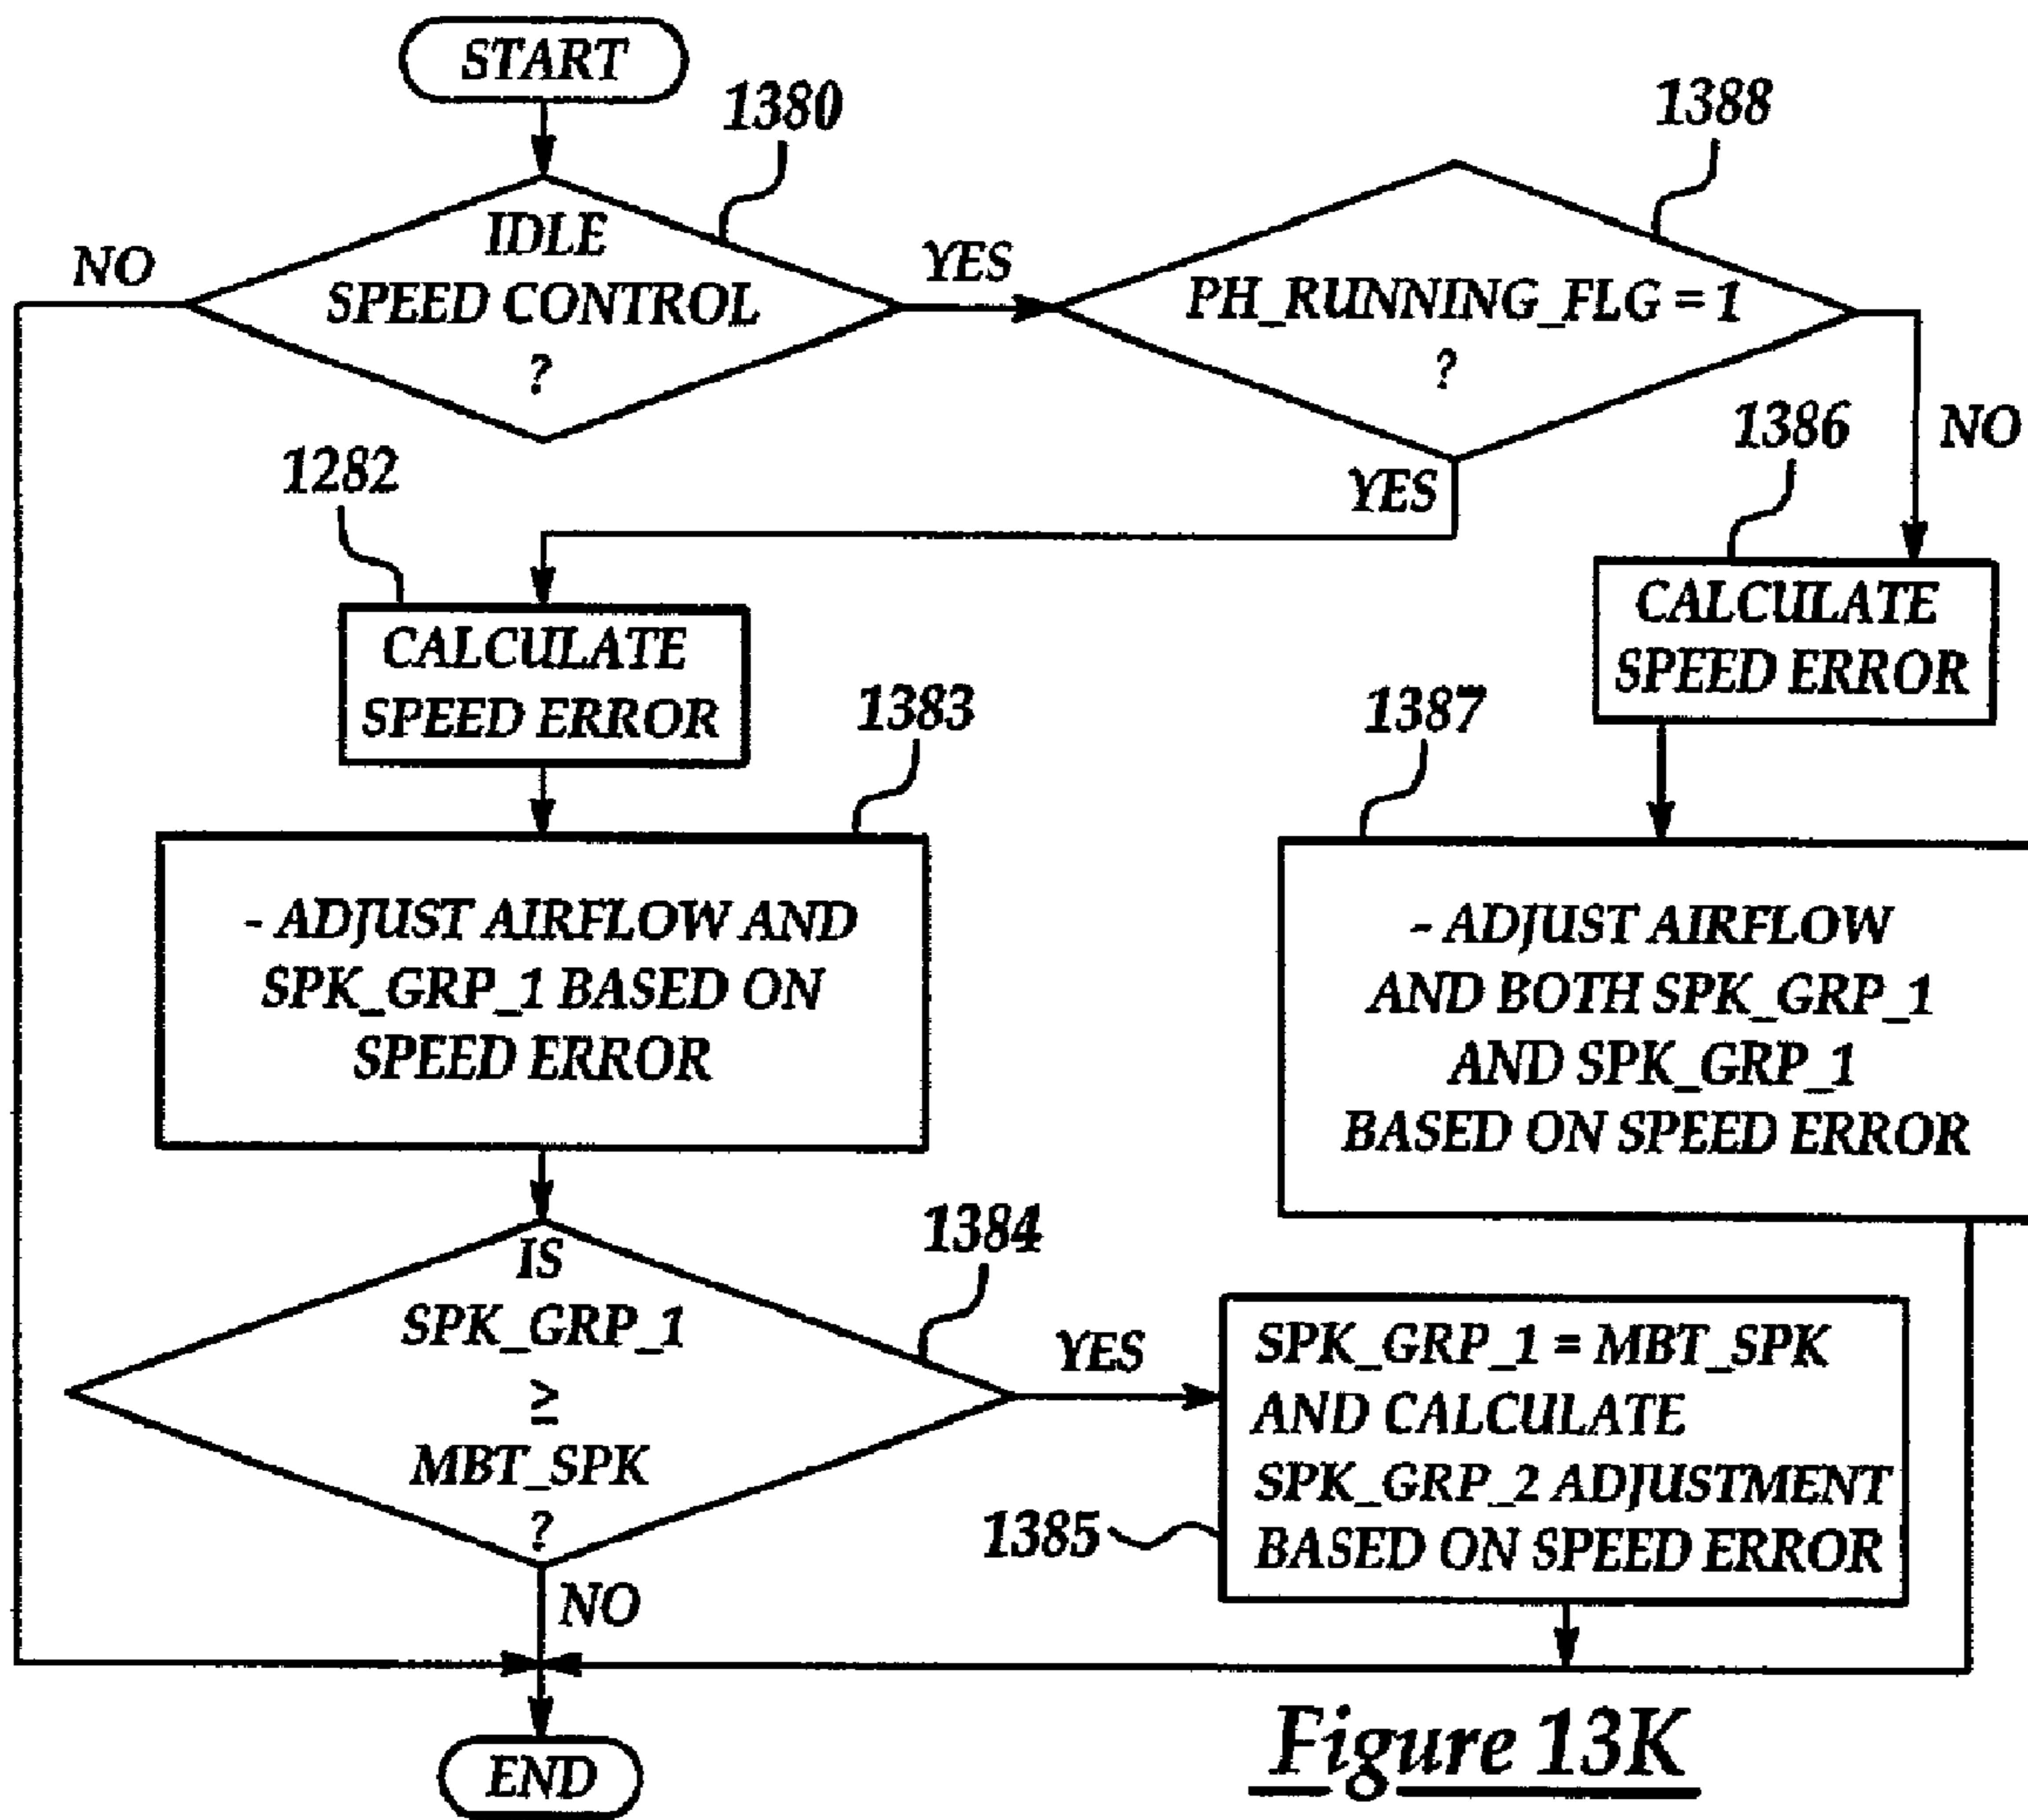 START
1380
IDLE
SPEED CONTROL
?
NO
YES
1388
PH_RUNNING_FLG = 1
?
YES
NO
1282
CALCULATE
SPEED ERROR
1386
CALCULATE
SPEED ERROR
1383
- ADJUST AIRFLOW AND
SPK_GRP_1 BASED ON
SPEED ERROR
1387
- ADJUST AIRFLOW
AND BOTH SPK_GRP_1
AND SPK_GRP_1
BASED ON SPEED ERROR
1384
IS
SPK_GRP_1
≥
MBT_SPK
?
YES
NO
1385
SPK_GRP_1 = MBT_SPK
AND CALCULATE
SPK_GRP_2 ADJUSTMENT
BASED ON SPEED ERROR
END
Figure 13K